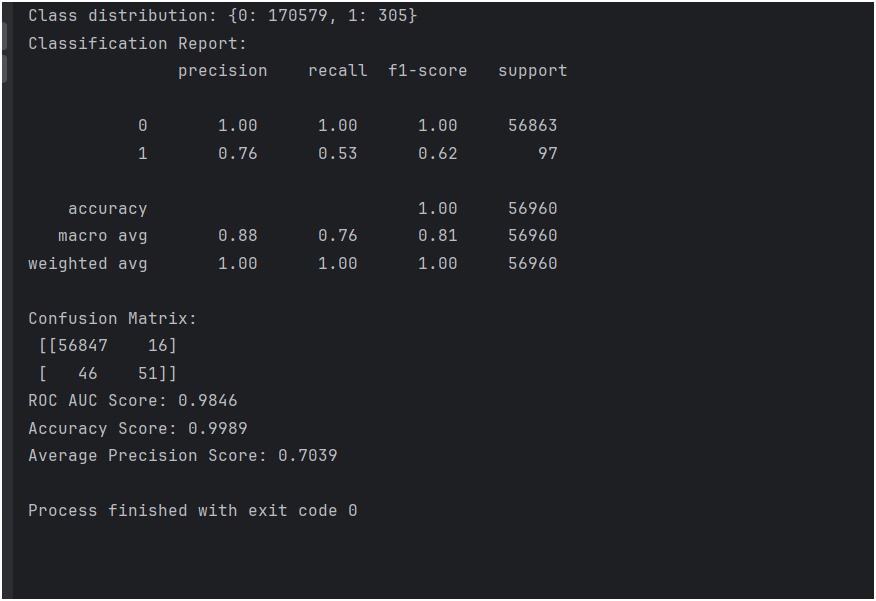 Class distribution: {0: 170579, 1: 305}
Classification Report:
              precision    recall  f1-score   support

           0       1.00      1.00      1.00     56863
           1       0.76      0.53      0.62        97

    accuracy                           1.00     56960
   macro avg       0.88      0.76      0.81     56960
weighted avg       1.00      1.00      1.00     56960

Confusion Matrix:
 [[56847    16]
 [   46    51]]
ROC AUC Score: 0.9846
Accuracy Score: 0.9989
Average Precision Score: 0.7039

Process finished with exit code 0